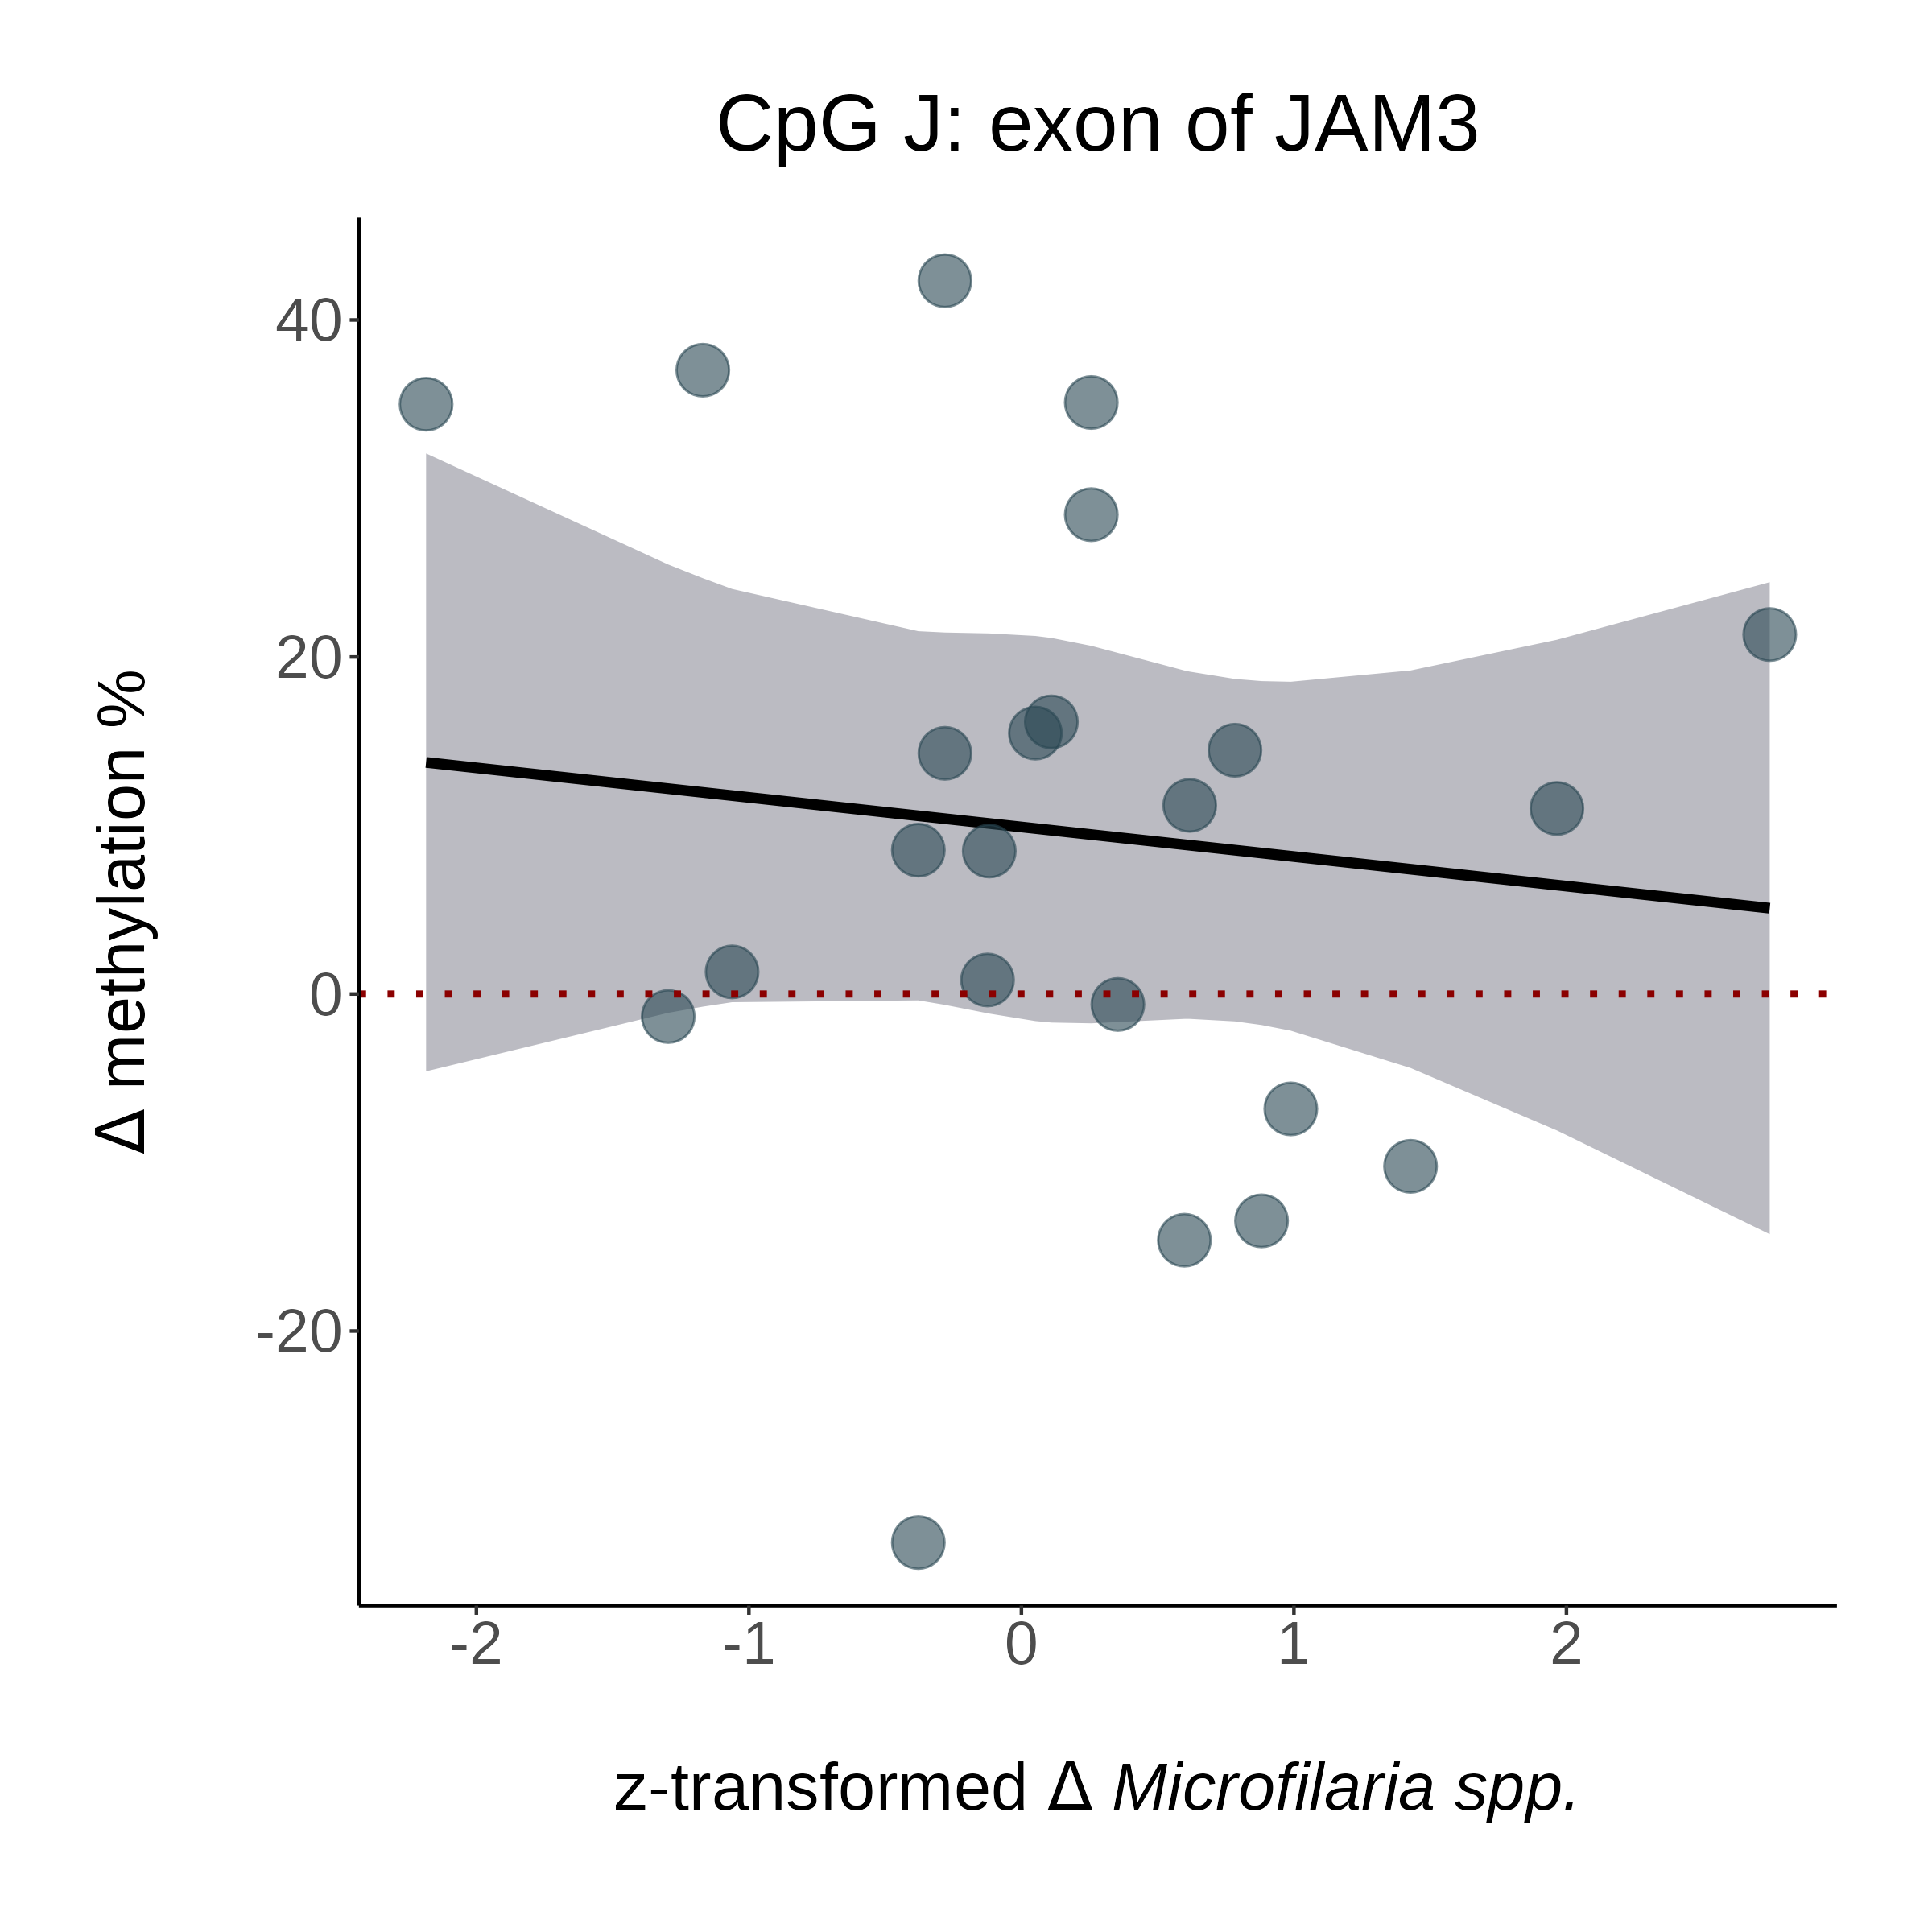 CpG J: exon of JAM3
Δ methylation %
40
20
0
-20
-2 -1 0 1 2
z-transformed Δ Microfilaria spp.